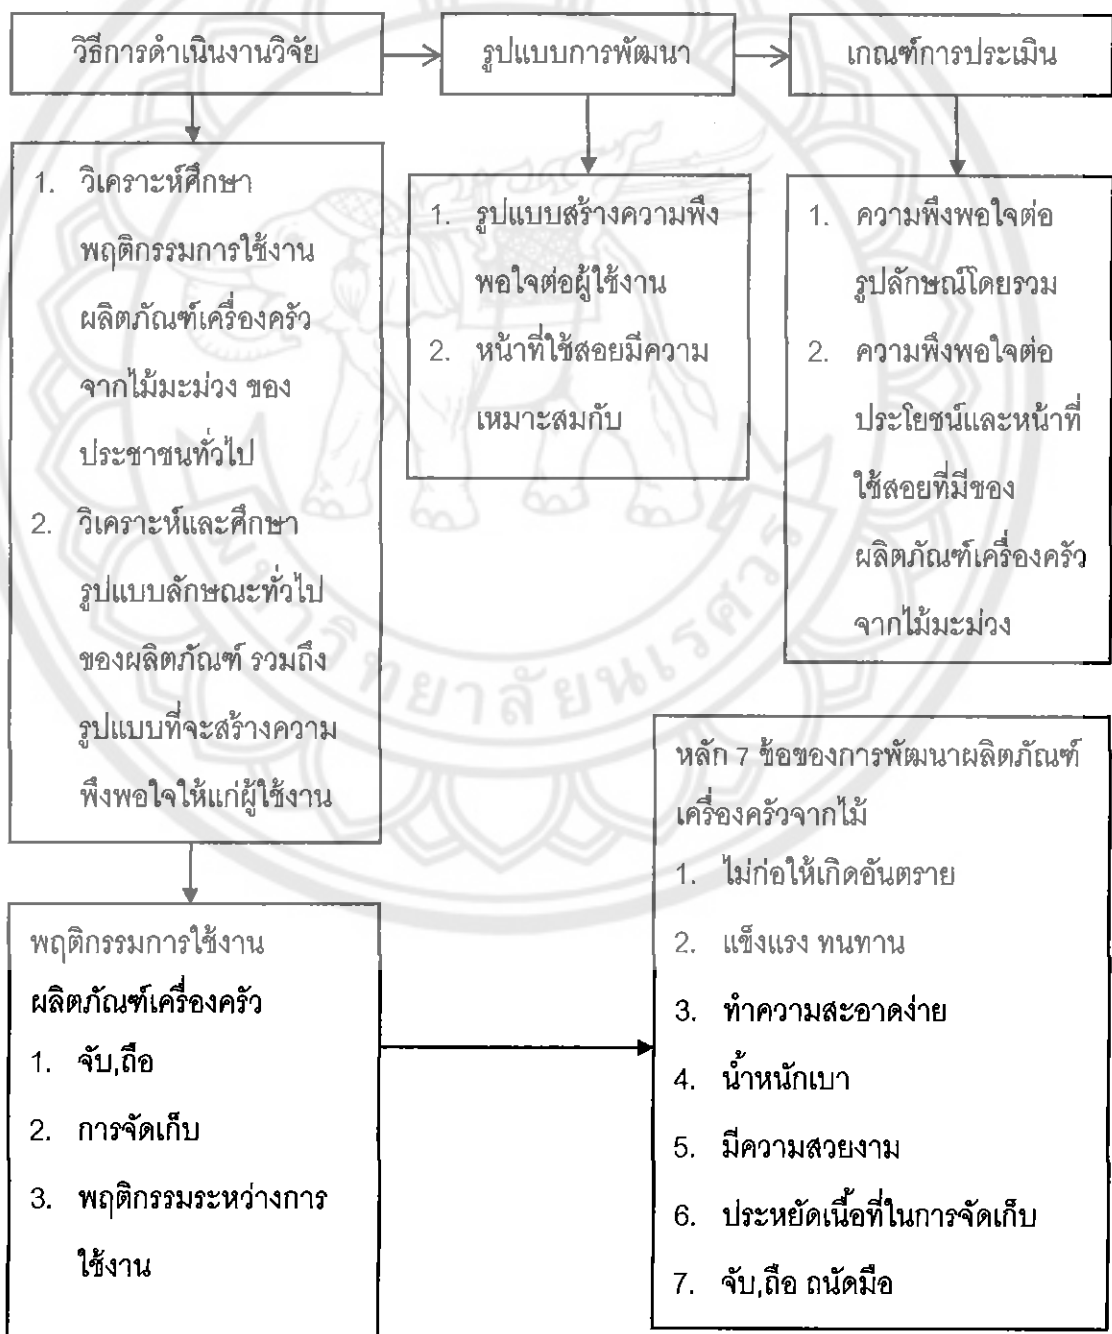 วิธีการดำเนินงานวิจัย
รูปแบบการพัฒนา
เกณฑ์การประเมิน
1. วิเคราะห์ศึกษา
พฤติกรรมการใช้งาน
ผลิตภัณฑ์เครื่องครัว
จากไม้มะม่วง ของ
ประชาชนทั่วไป
2. วิเคราะห์และศึกษา
รูปแบบลักษณะทั่วไป
ของผลิตภัณฑ์ รวมถึง
รูปแบบที่จะสร้างความ
พึงพอใจให้แก่ผู้ใช้งาน
1. รูปแบบสร้างความพึง
พอใจต่อผู้ใช้งาน
2. หน้าที่ใช้สอยมีความ
เหมาะสมกับ
1. ความพึงพอใจต่อ
รูปลักษณ์โดยรวม
2. ความพึงพอใจต่อ
ประโยชน์และหน้าที่
ใช้สอยที่มีของ
ผลิตภัณฑ์เครื่องครัว
จากไม้มะม่วง
มหาวิทยาลัยนเรศวร
พฤติกรรมการใช้งาน
ผลิตภัณฑ์เครื่องครัว
1. จับ,ถือ
2. การจัดเก็บ
3. พฤติกรรมระหว่างการ
ใช้งาน
หลัก 7 ข้อของการพัฒนาผลิตภัณฑ์
เครื่องครัวจากไม้
1. ไม่ก่อให้เกิดอันตราย
2. แข็งแรง ทนทาน
3. ทำความสะอาดง่าย
4. น้ำหนักเบา
5. มีความสวยงาม
6. ประหยัดเนื้อที่ในการจัดเก็บ
7. จับ,ถือ ถนัดมือ